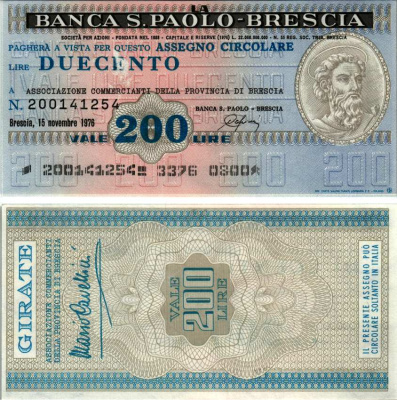 LA
BANCA S. PAOLO - BRESCIA
SOCIETÀ PER AZIONI - FONDATA NEL 1888 - CAPITALE E RISERVE
PAGHERÀ A VISTA PER QUESTO ASSEGNO CIRCOLARE
LIRE DUECENTO
A ASSOCIAZIONE COMMERCIANTI DELLA PROVINCIA DI BRESCIA
N. 200141254
BANCA S. PAOLO - BRESCIA
Brescia, 15 novembre 1976
VALE 200 LIRE
200141254 3376 0300
200 200
GIRATE
ASSOCIAZIONE COMMERCIANTI
DELLA PROVINCIA DI BRESCIA
VALE
200
LIRE
IL PRESENTE ASSEGNO PUÒ
CIRCOLARE SOLTANTO IN ITALIA